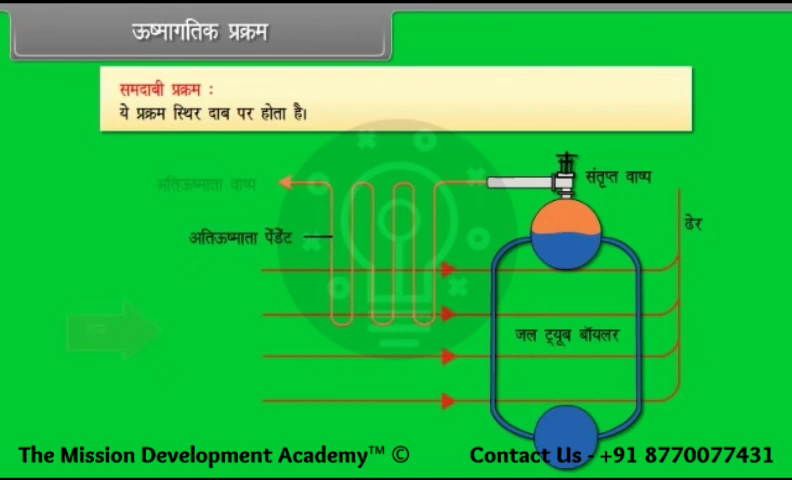 ऊष्मागतिक प्रक्रम
समदाबी प्रक्रम :
ये प्रक्रम स्थिर दाब पर होता है।
संतृप्त वाष्प
अतिऊष्माता वाष्प
ढेर
अतिऊष्माता पेंडेंट
जल ट्यूब बॉयलर
The Mission Development Academy™ © Contact Us - +91 8770077431